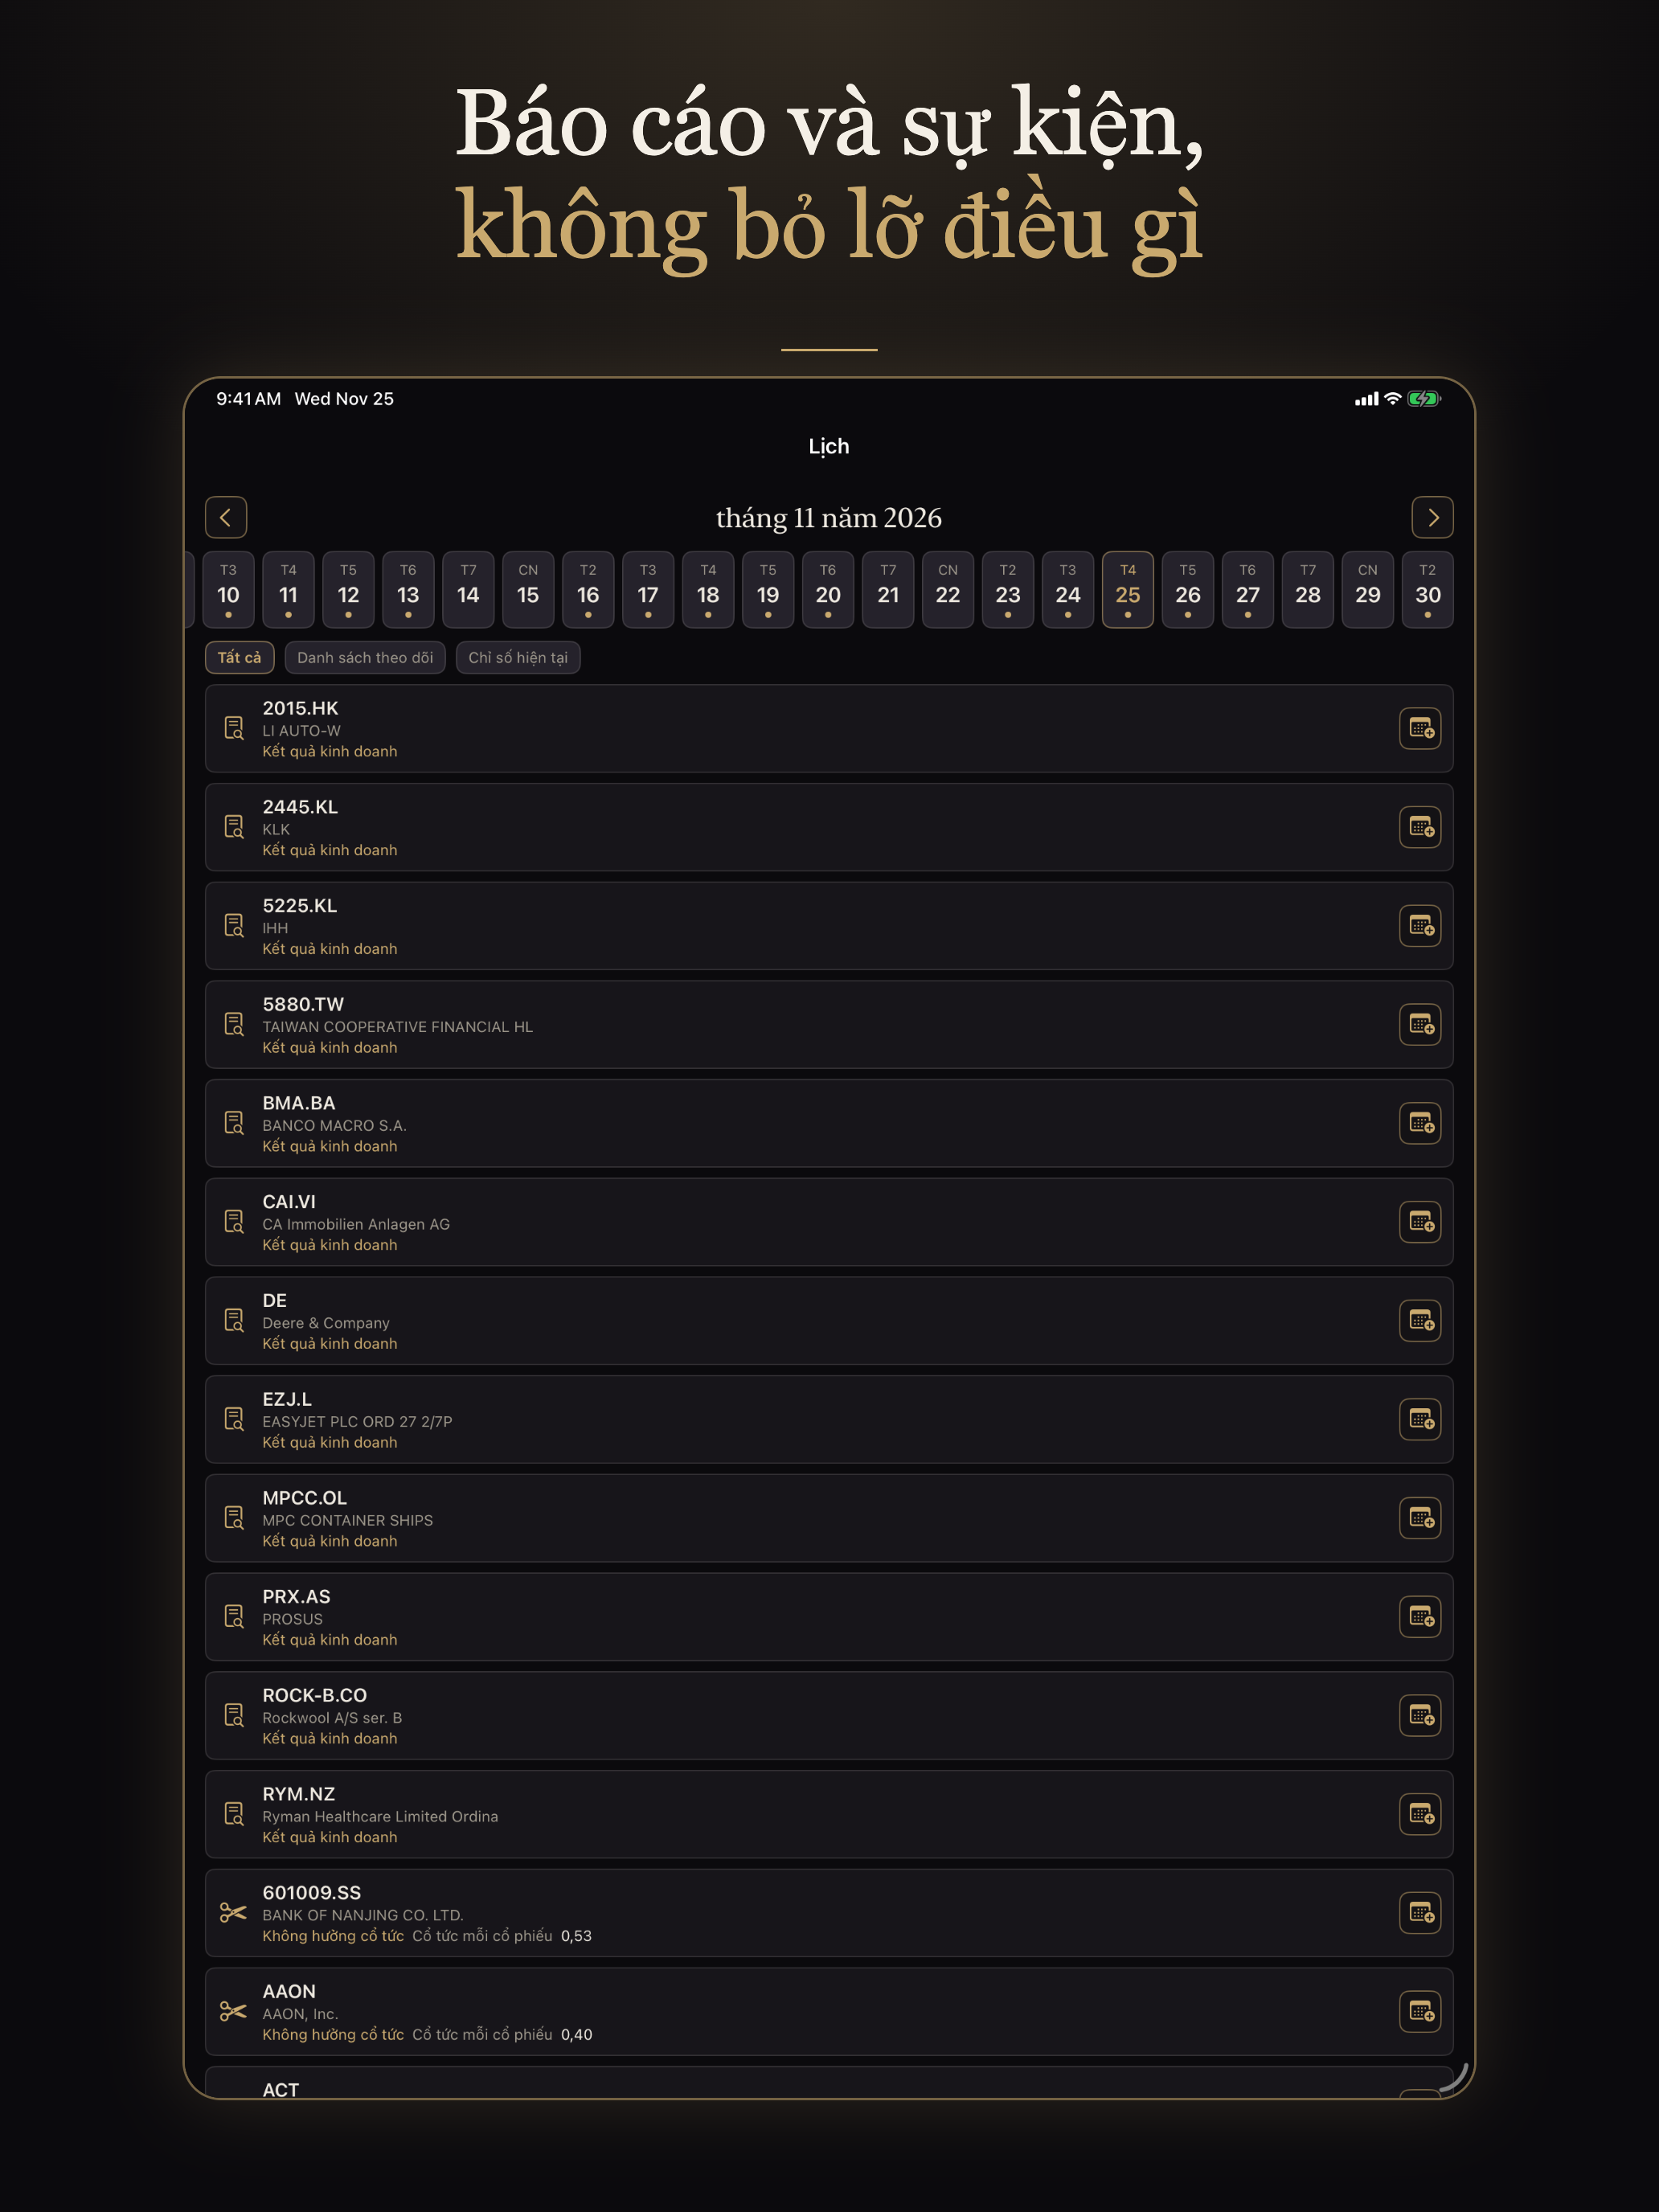 Báo cáo và sự kiện,
không bỏ lỡ điều gì
9:41 AM Wed Nov 25
Lịch
tháng 11 năm 2026
T3 T4 T5 T6 T7 CN T2 T3 T4 T5 T6 T7 CN T2 T3 T4 T5 T6 T7 CN T2
10 11 12 13 14 15 16 17 18 19 20 21 22 23 24 25 26 27 28 29 30
Tất cả Danh sách theo dõi Chỉ số hiện tại
2015.HK
LI AUTO-W
Kết quả kinh doanh
2445.KL
KLK
Kết quả kinh doanh
5225.KL
IHH
Kết quả kinh doanh
5880.TW
TAIWAN COOPERATIVE FINANCIAL HL
Kết quả kinh doanh
BMA.BA
BANCO MACRO S.A.
Kết quả kinh doanh
CAI.VI
CA Immobilien Anlagen AG
Kết quả kinh doanh
DE
Deere & Company
Kết quả kinh doanh
EZJ.L
EASYJET PLC ORD 27 2/7P
Kết quả kinh doanh
MPCC.OL
MPC CONTAINER SHIPS
Kết quả kinh doanh
PRX.AS
PROSUS
Kết quả kinh doanh
ROCK-B.CO
Rockwool A/S ser. B
Kết quả kinh doanh
RYM.NZ
Ryman Healthcare Limited Ordina
Kết quả kinh doanh
601009.SS
BANK OF NANJING CO. LTD.
Không hưởng cổ tức Cổ tức mỗi cổ phiếu 0,53
AAON
AAON, Inc.
Không hưởng cổ tức Cổ tức mỗi cổ phiếu 0,40
ACT